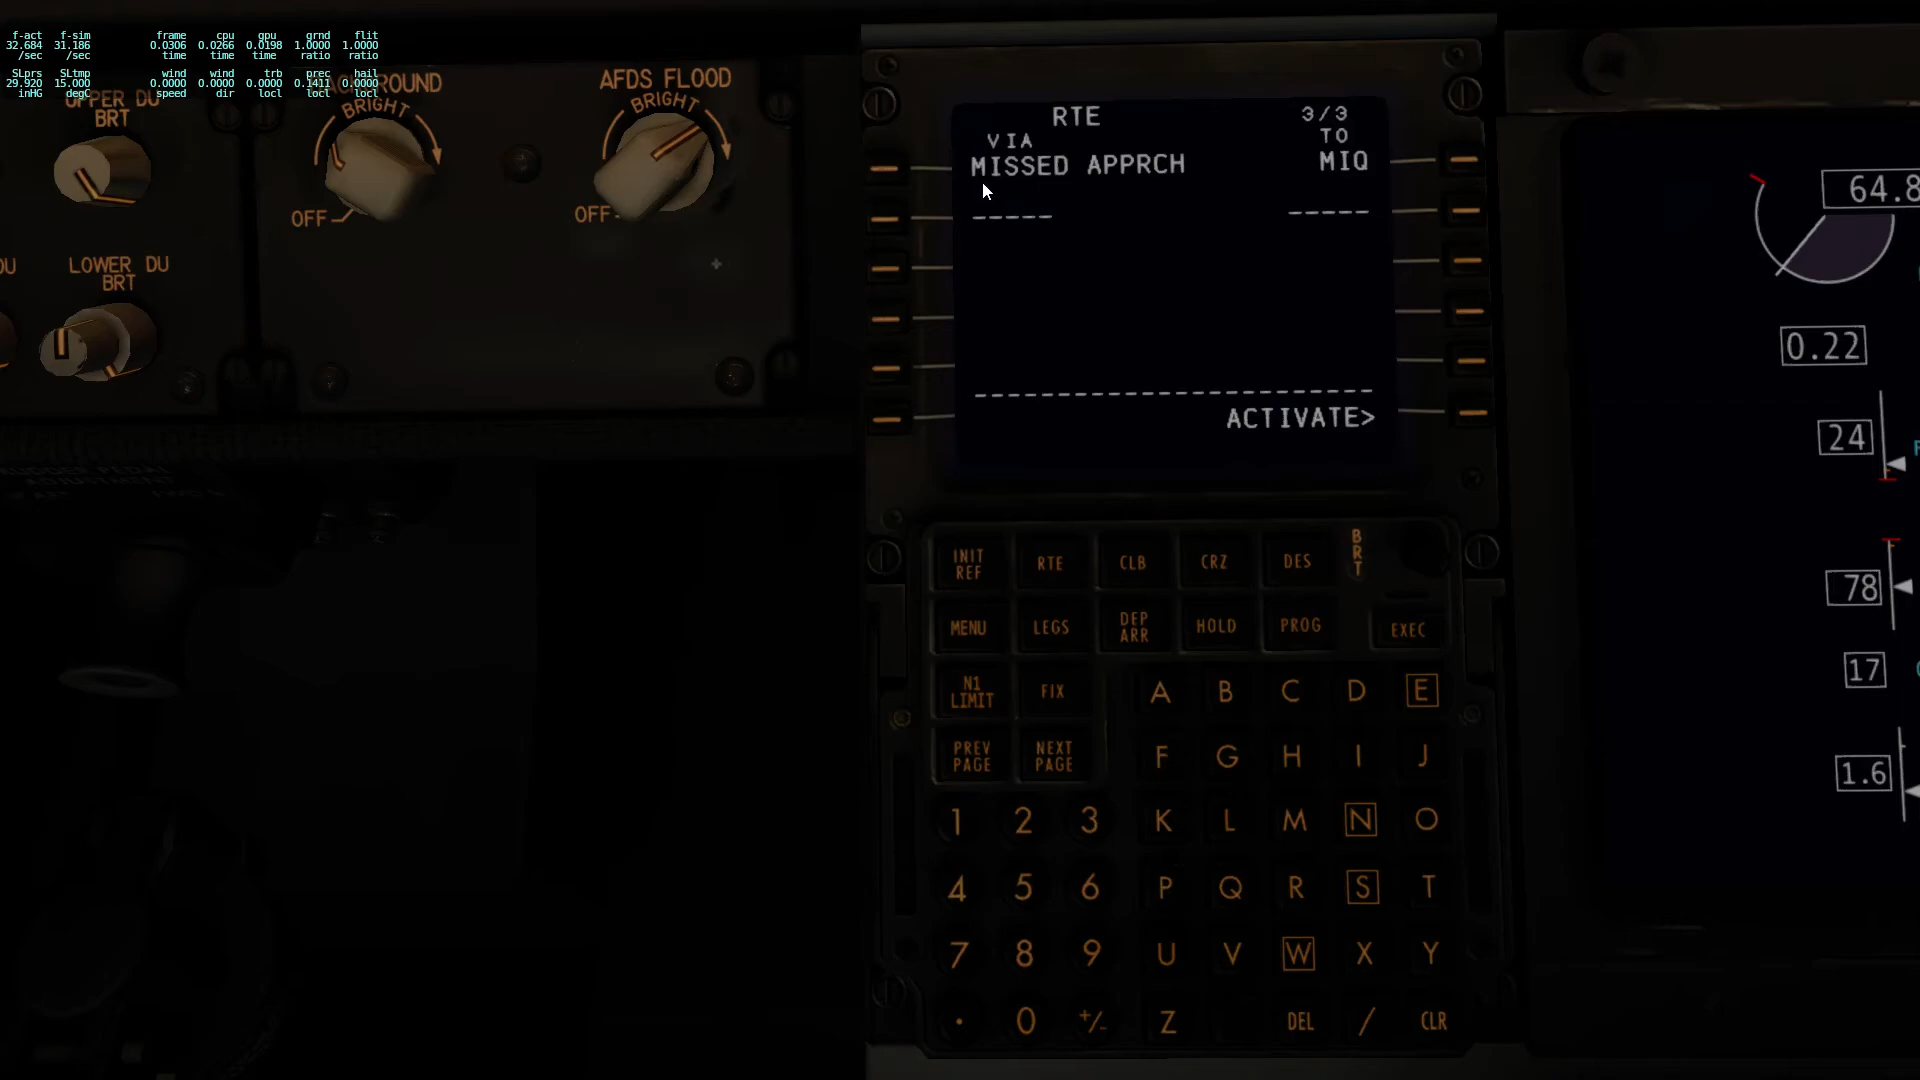 f-act f-sim frame cpu gpu grnd flit
32.684 31.186 0.0306 0.0266 0.0198 1.0000 1.0000
/sec /sec time time time ratio ratio
SLprs SLtmp wind wind trb prec hail
29.920 15.000 0.0000 0.0000 0.0000 0.1411 0.0000
inHG degC speed dir locl locl locl
UPPER DU
BRT
BRIGHT
OFF
AFDS FLOOD
BRIGHT
OFF
LOWER DU
BRT
RTE 3/3
VIA TO
MISSED APPRCH MIQ
----- -----
------------------------
ACTIVATE>
INIT
REF
RTE
CLB
CRZ
DES
BRT
MENU
LEGS
DEP
ARR
HOLD
PROG
EXEC
N1
LIMIT
FIX
PREV
PAGE
NEXT
PAGE
A B C D E
F G H I J
1 2 3 K L M N O
4 5 6 P Q R S T
7 8 9 U V W X Y
. 0 +/- Z DEL / CLR
64.8
0.22
24
78
17
1.6